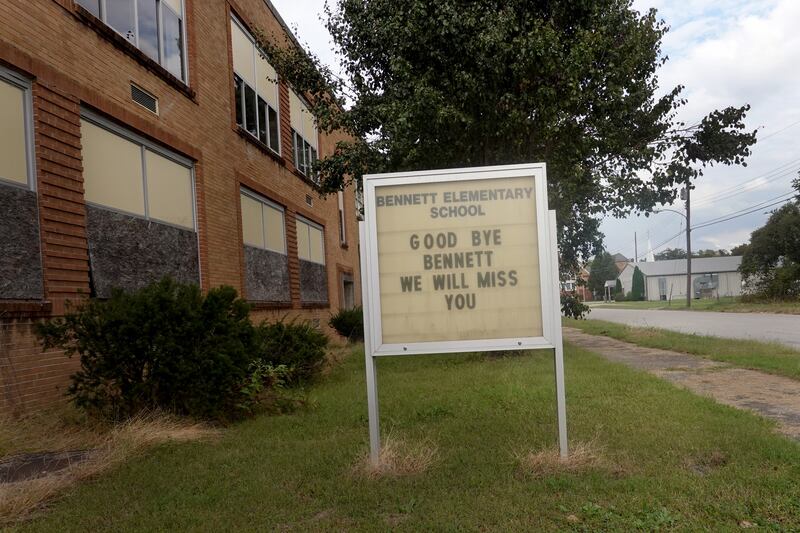 BENNETT ELEMENTARY
SCHOOL
GOOD BYE
BENNETT
WE WILL MISS
YOU